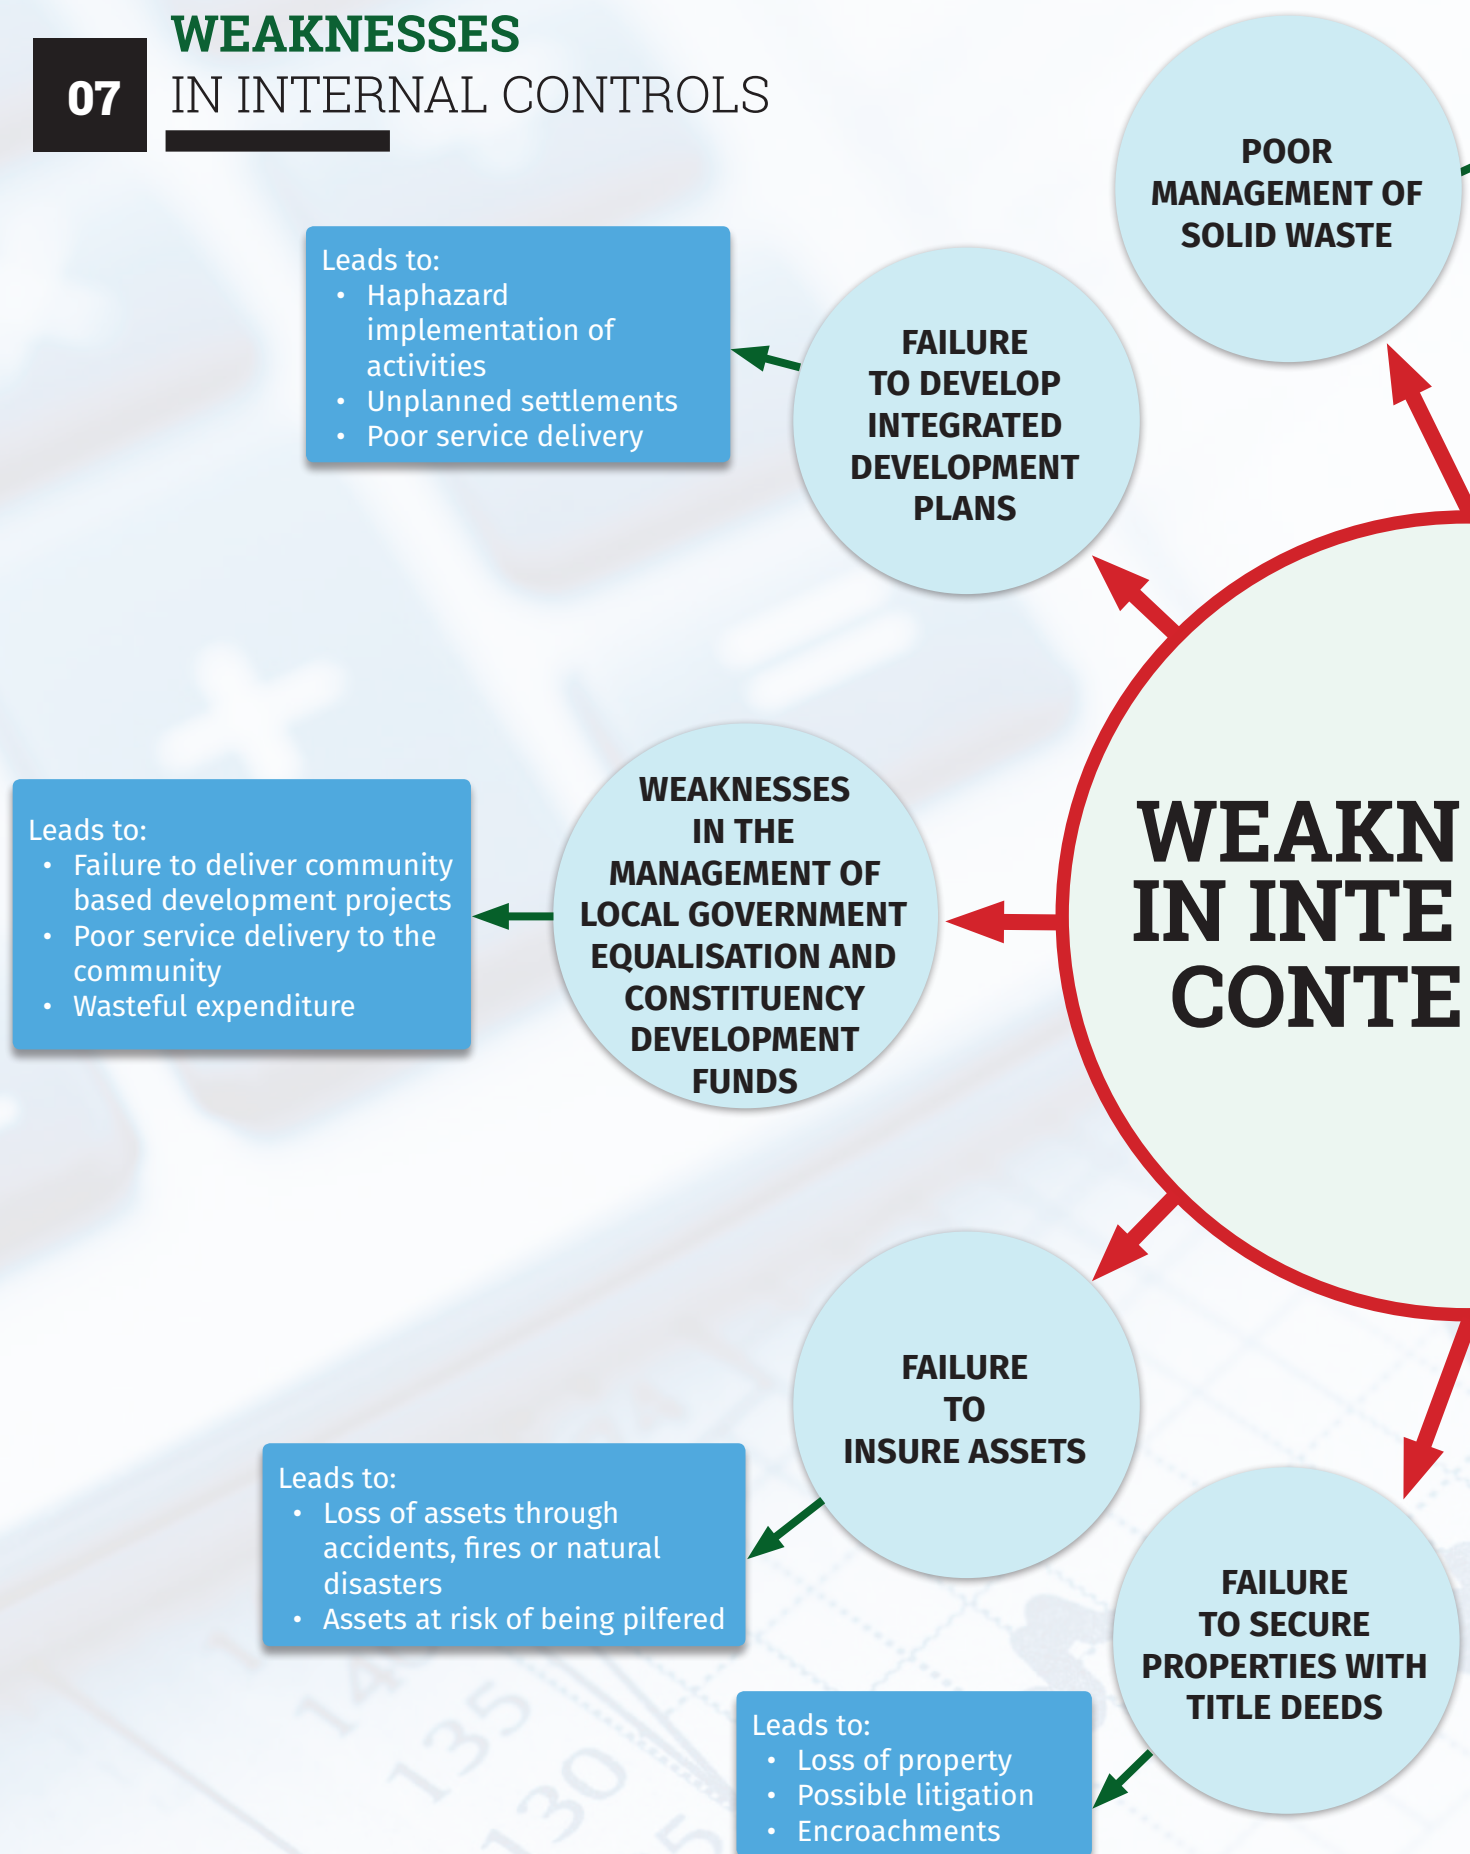 07
WEAKNESSES
IN INTERNAL CONTROLS
POOR
MANAGEMENT OF
SOLID WASTE
Leads to:
• Haphazard
implementation of
activities
• Unplanned settlements
• Poor service delivery
FAILURE
TO DEVELOP
INTEGRATED
DEVELOPMENT
PLANS
Leads to:
• Failure to deliver community
based development projects
• Poor service delivery to the
community
• Wasteful expenditure
WEAKNESSES
IN THE
MANAGEMENT OF
LOCAL GOVERNMENT
EQUALISATION AND
CONSTITUENCY
DEVELOPMENT
FUNDS
WEAKN
IN INTE
CONTE
FAILURE
TO
INSURE ASSETS
Leads to:
• Loss of assets through
accidents, fires or natural
disasters
• Assets at risk of being pilfered
FAILURE
TO SECURE
PROPERTIES WITH
TITLE DEEDS
Leads to:
• Loss of property
• Possible litigation
• Encroachments
140
135
130